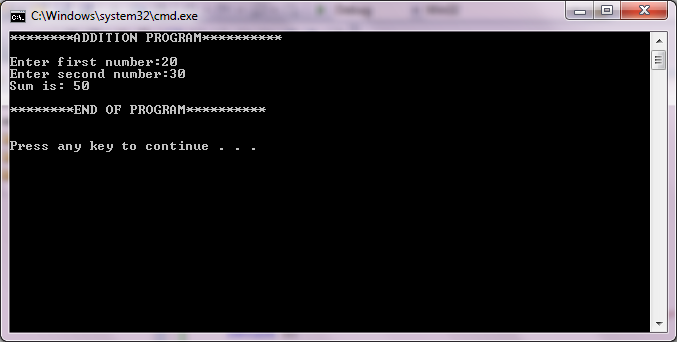 C:\Windows\system32\cmd.exe
********ADDITION PROGRAM**********
Enter first number:20
Enter second number:30
Sum is: 50
********END OF PROGRAM**********
Press any key to continue . . .